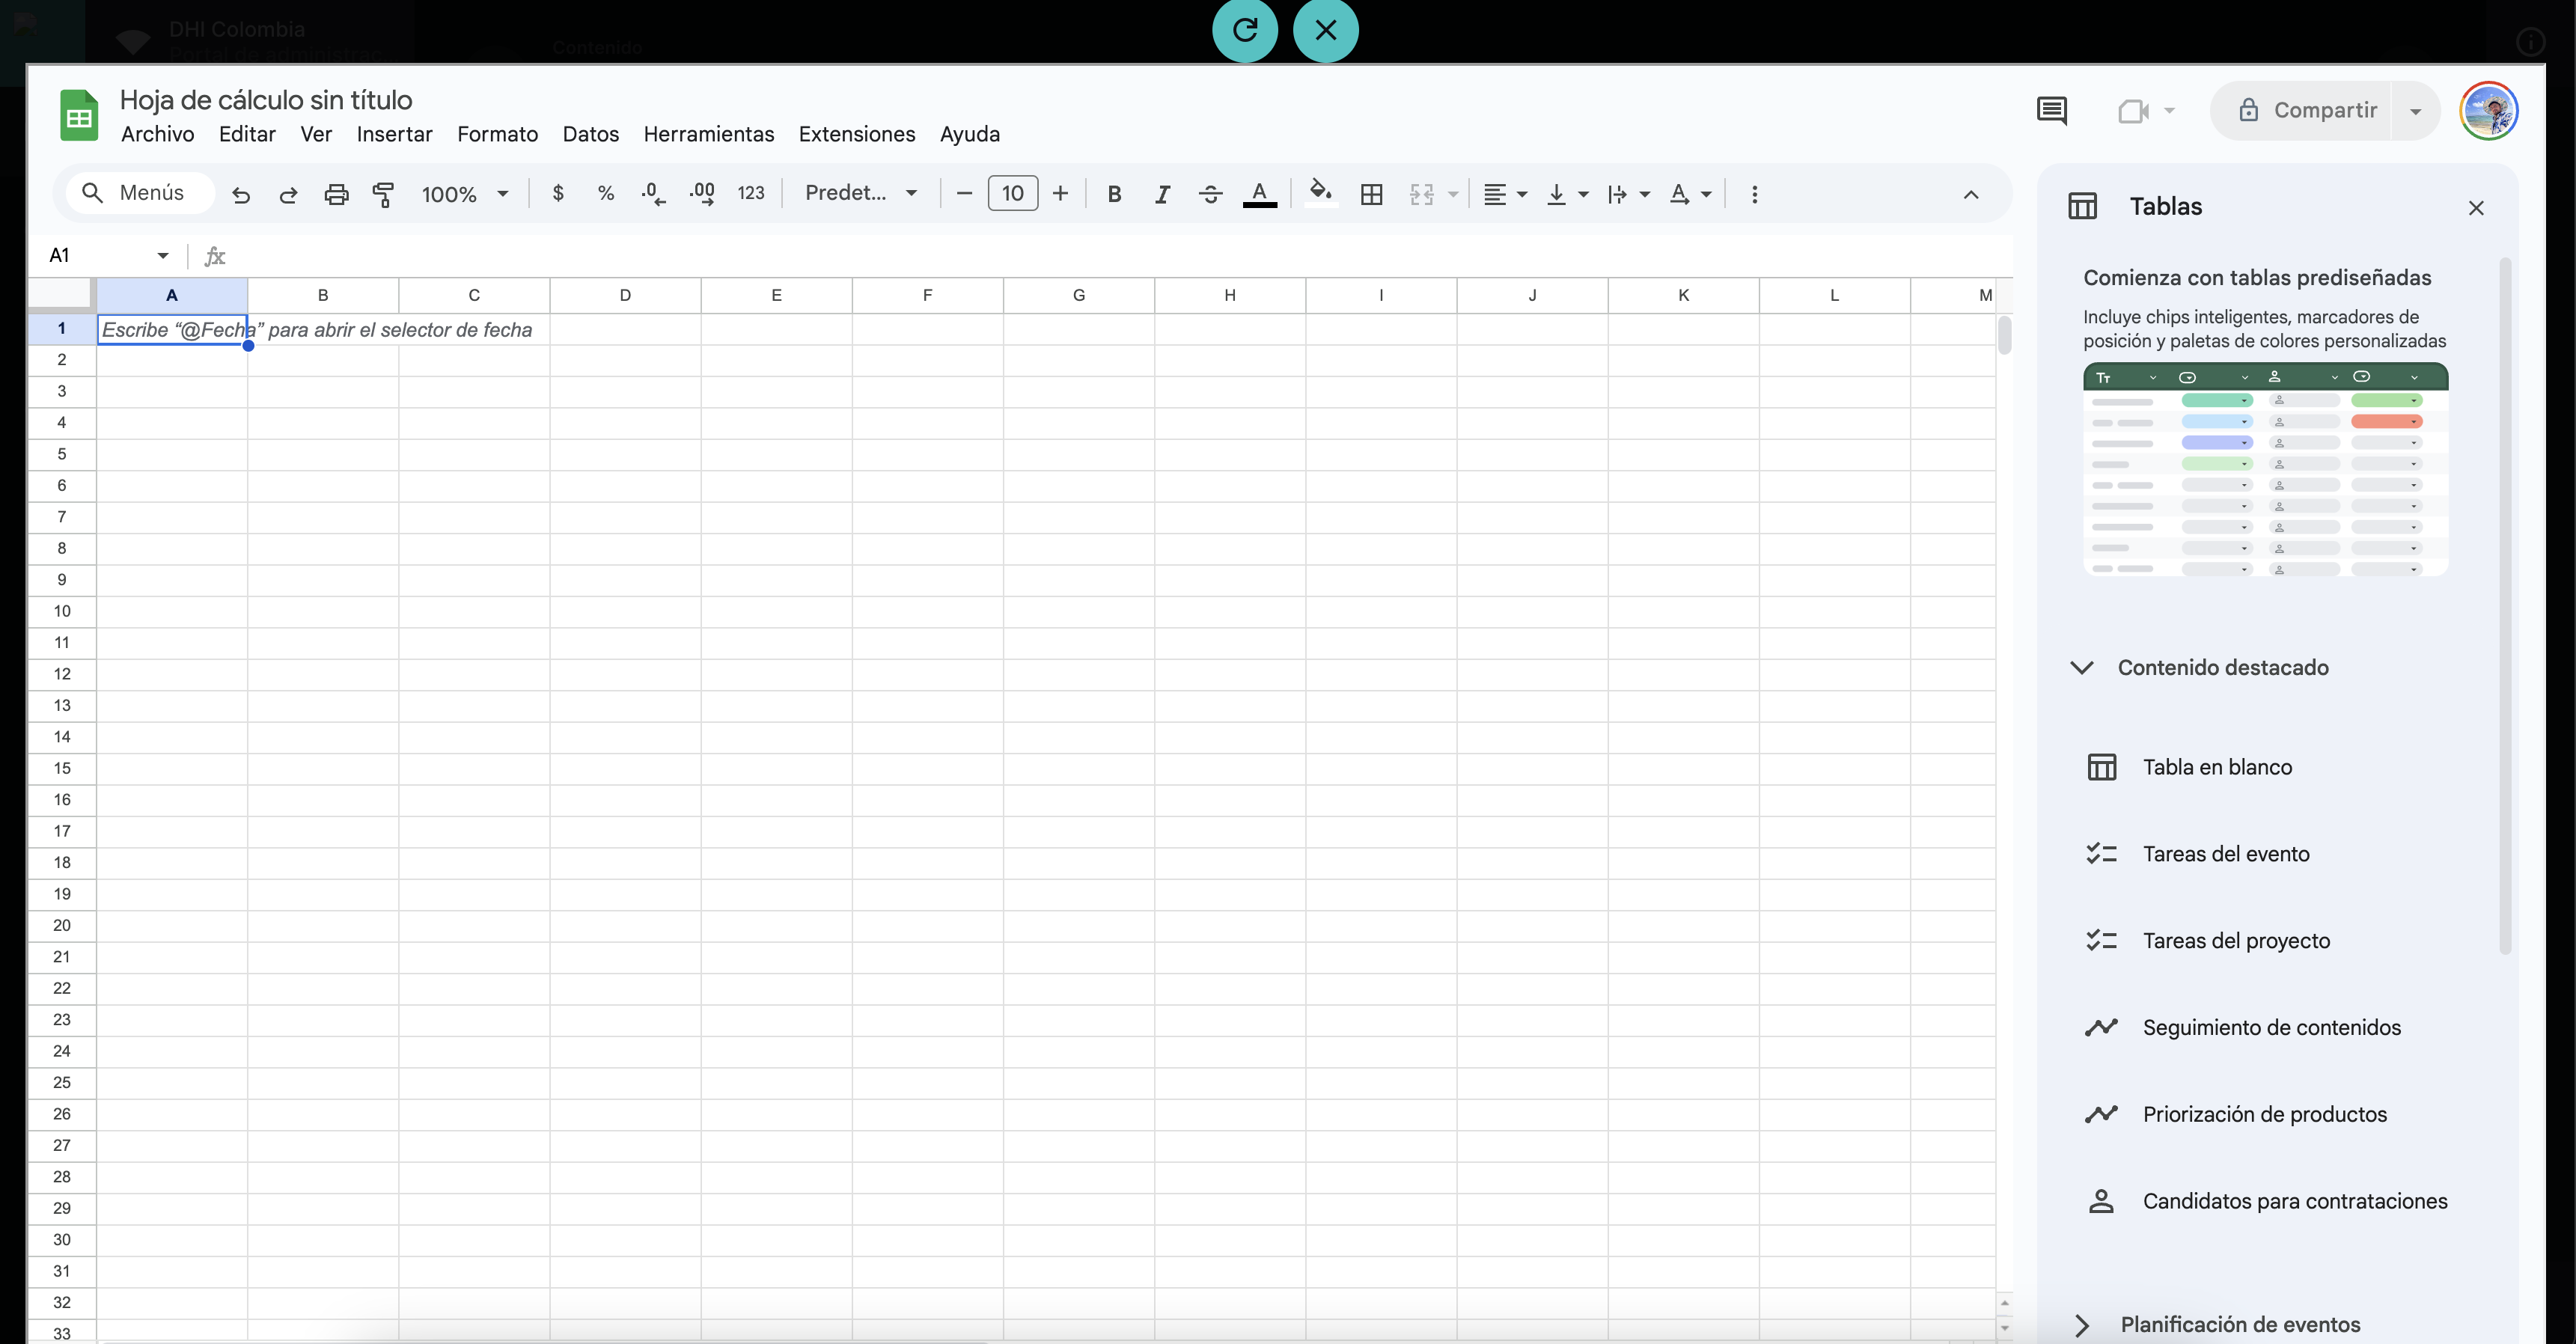 DHI Colombia
Portal de administrac...
Contenido
Hoja de cálculo sin título
Archivo Editar Ver Insertar Formato Datos Herramientas Extensiones Ayuda
Compartir
Menús 100% $ % .0 .00 123 Predet... 10 B I S A A
A1 fx
A B C D E F G H I J K L M
1 Escribe “@Fecha” para abrir el selector de fecha
2
3
4
5
6
7
8
9
10
11
12
13
14
15
16
17
18
19
20
21
22
23
24
25
26
27
28
29
30
31
32
33
Tablas
Comienza con tablas prediseñadas
Incluye chips inteligentes, marcadores de
posición y paletas de colores personalizadas
Tт
Contenido destacado
Tabla en blanco
Tareas del evento
Tareas del proyecto
Seguimiento de contenidos
Priorización de productos
Candidatos para contrataciones
Planificación de eventos